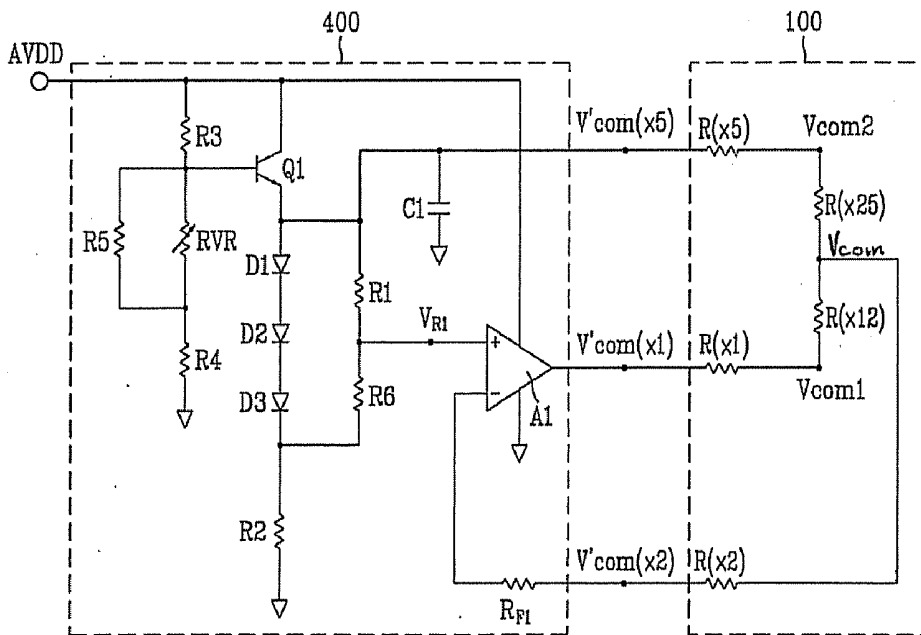 400
100
AVDD
V'com(x5)
R(x5)
Vcom2
R3
Q1
C1
R(x25)
R5
RVR
Vcom
D1
R1
VR1
R(x12)
D2
+
V'com(x1)
R(x1)
R4
D3
R6
−
A1
Vcom1
R2
V'com(x2)
R(x2)
RF1